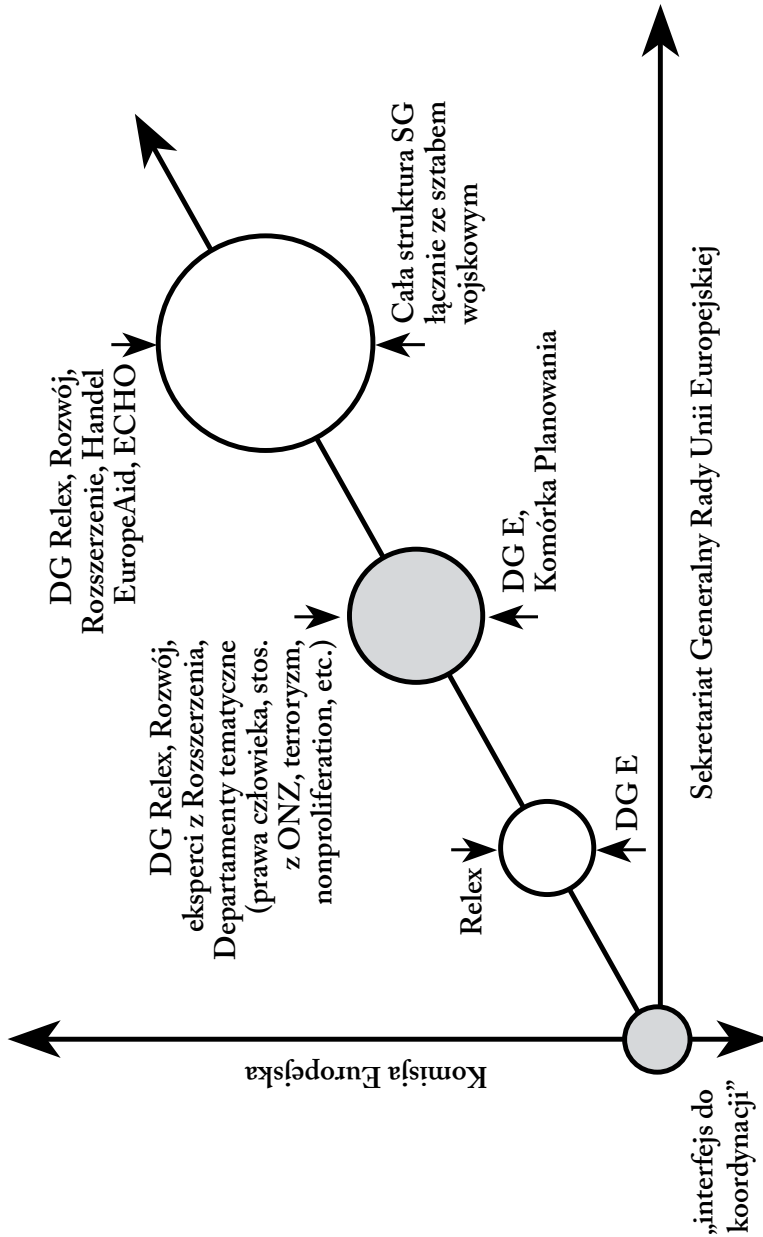 DG Relex, Rozwój,
Rozszerzenie, Handel
EuropeAid, ECHO
Cała struktura SG
łącznie ze sztabem
wojskowym
DG Relex, Rozwój,
eksperci z Rozszerzenia,
Departamenty tematyczne
(prawa człowieka, stos.
z ONZ, terroryzm,
nonproliferation, etc.)
DG E,
Komórka Planowania
Relex
DG E
Komisja Europejska
„interfejs do
koordynacji”
Sekretariat Generalny Rady Unii Europejskiej